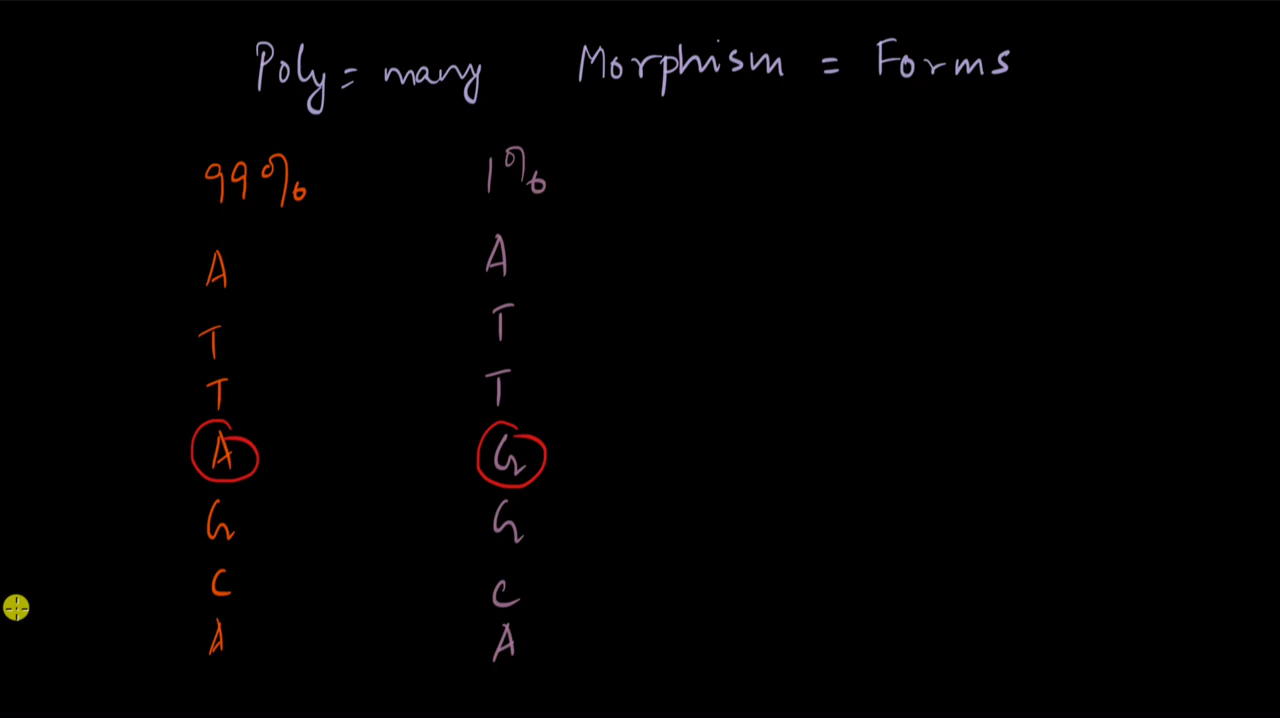 Poly = many Morphism = Forms
99% 1%
A A
T T
T T
A G
G G
C C
A A